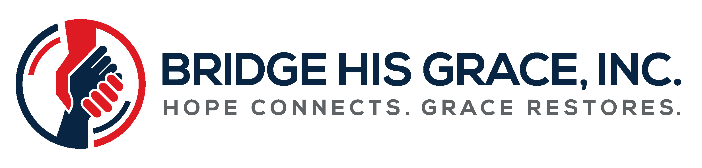 BRIDGE HIS GRACE, INC.
HOPE CONNECTS. GRACE RESTORES.